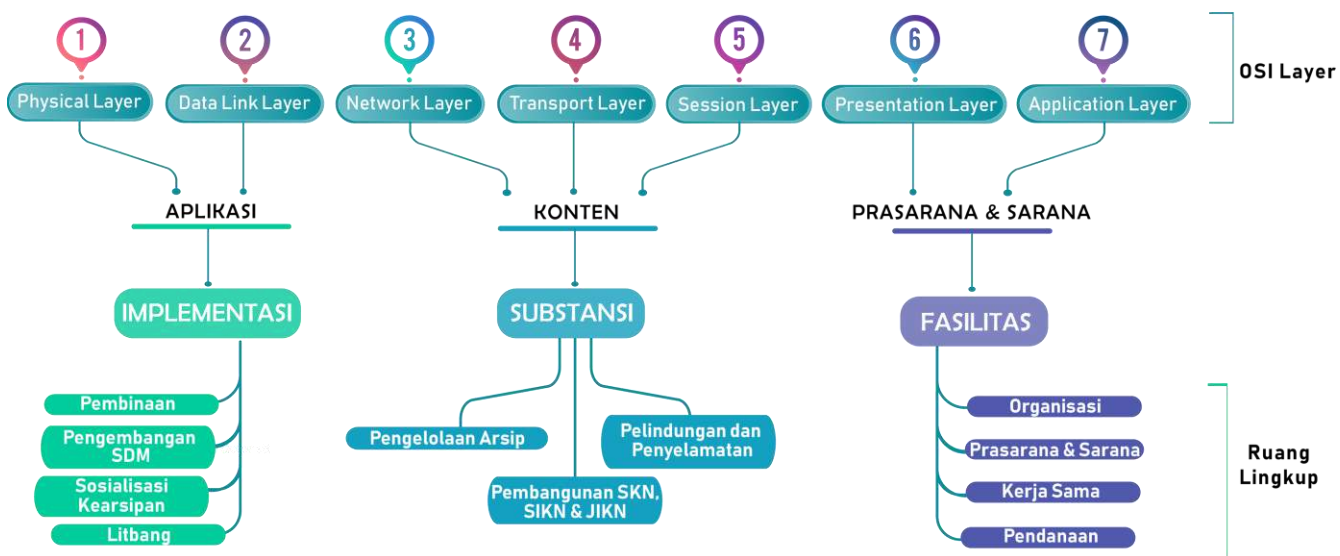 1
2
3
4
5
6
7
Physical Layer
Data Link Layer
Network Layer
Transport Layer
Session Layer
Presentation Layer
Application Layer
OSI Layer
APLIKASI
KONTEN
PRASARANA & SARANA
IMPLEMENTASI
SUBSTANSI
FASILITAS
Pembinaan
Pengembangan
SDM
Sosialisasi
Kearsipan
Litbang
Pengelolaan Arsip
Pembangunan SKN,
SIKN & JIKN
Pelindungan dan
Penyelamatan
Organisasi
Prasarana & Sarana
Kerja Sama
Pendanaan
Ruang
Lingkup